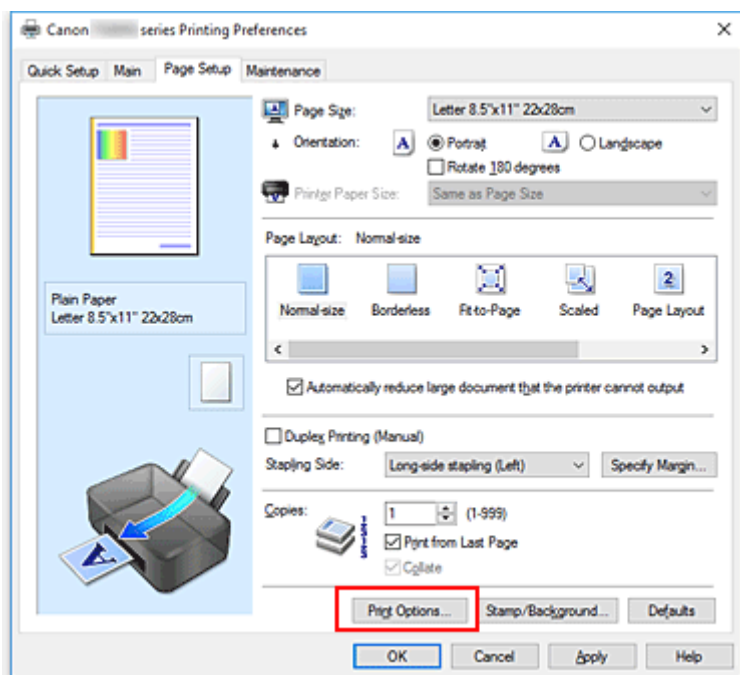 Canon series Printing Preferences
Quick Setup Main Page Setup Maintenance
Page Size: Letter 8.5"x11" 22x28cm
Orientation: A Portrait A Landscape
Rotate 180 degrees
Printer Paper Size: Same as Page Size
Page Layout: Normal-size
2
Normal-size Borderless Fit-to-Page Scaled Page Layout
Plain Paper
Letter 8.5"x11" 22x28cm
Automatically reduce large document that the printer cannot output
Duplex Printing (Manual)
Stapling Side: Long-side stapling (Left) Specify Margin...
Copies: 1 (1-999)
Print from Last Page
Collate
A
Print Options... Stamp/Background... Defaults
OK Cancel Apply Help